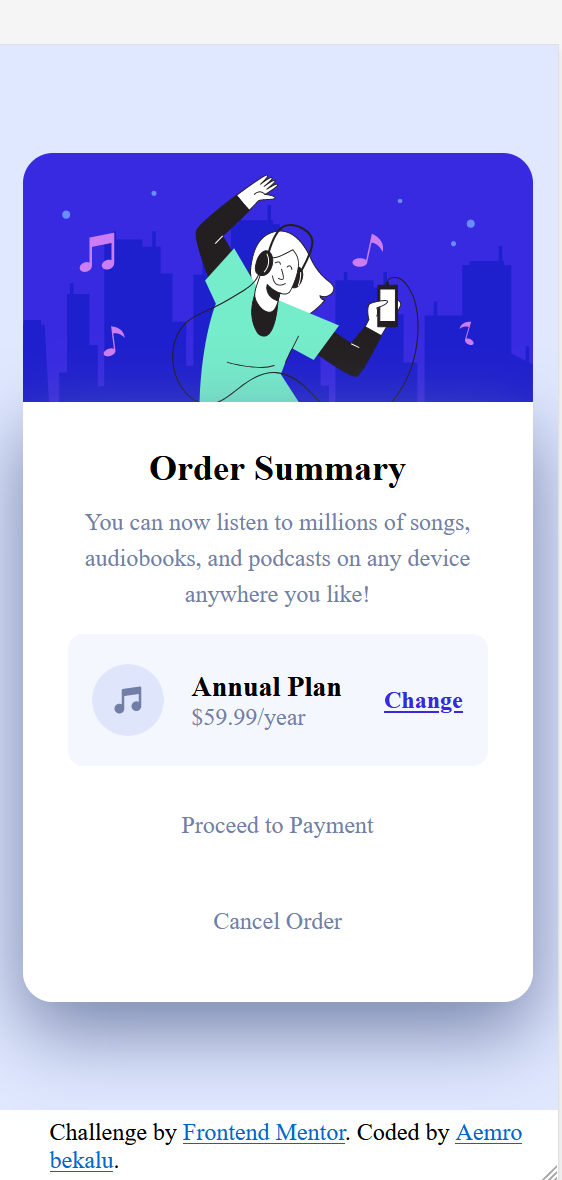 Order Summary
You can now listen to millions of songs,
audiobooks, and podcasts on any device
anywhere you like!
Annual Plan
$59.99/year
Change
Proceed to Payment
Cancel Order
Challenge by Frontend Mentor. Coded by Aemro
bekalu.